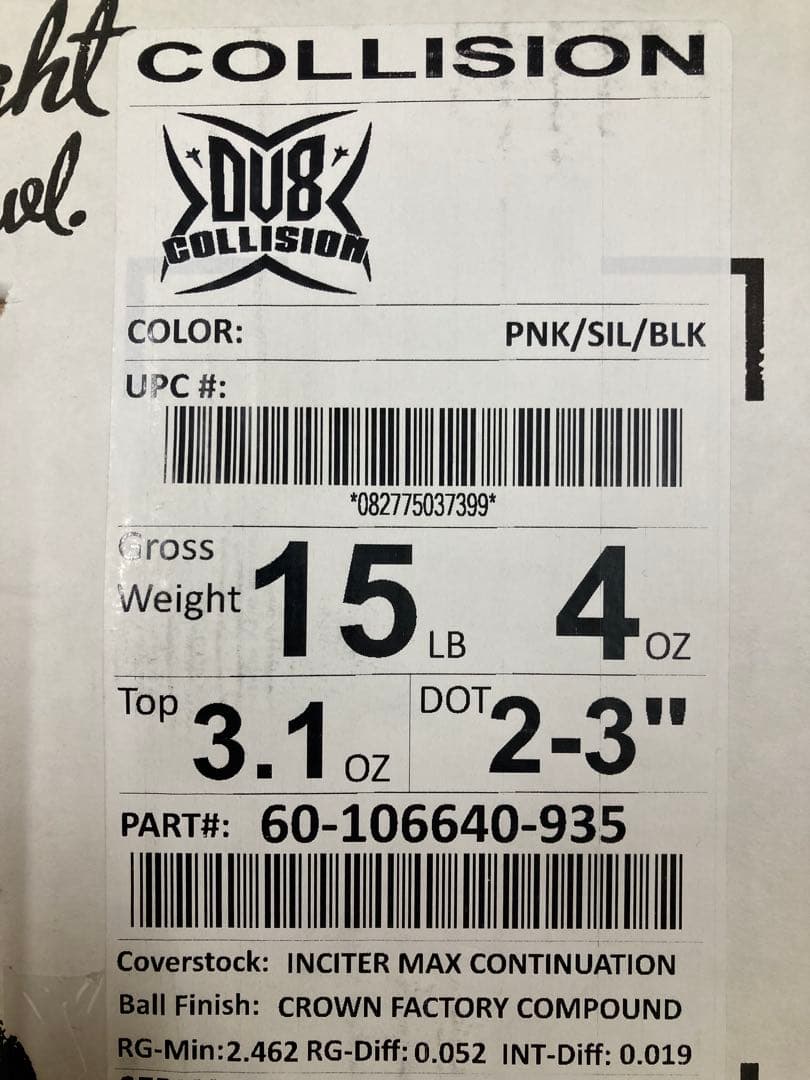 COLLISION
DV8
COLLISION
COLOR: PNK/SIL/BLK
UPC #:
*082775037399*
Gross
Weight 15 LB 4 OZ
Top 3.1 OZ DOT 2-3"
PART#: 60-106640-935
Coverstock: INCITER MAX CONTINUATION
Ball Finish: CROWN FACTORY COMPOUND
RG-Min:2.462 RG-Diff: 0.052 INT-Diff: 0.019